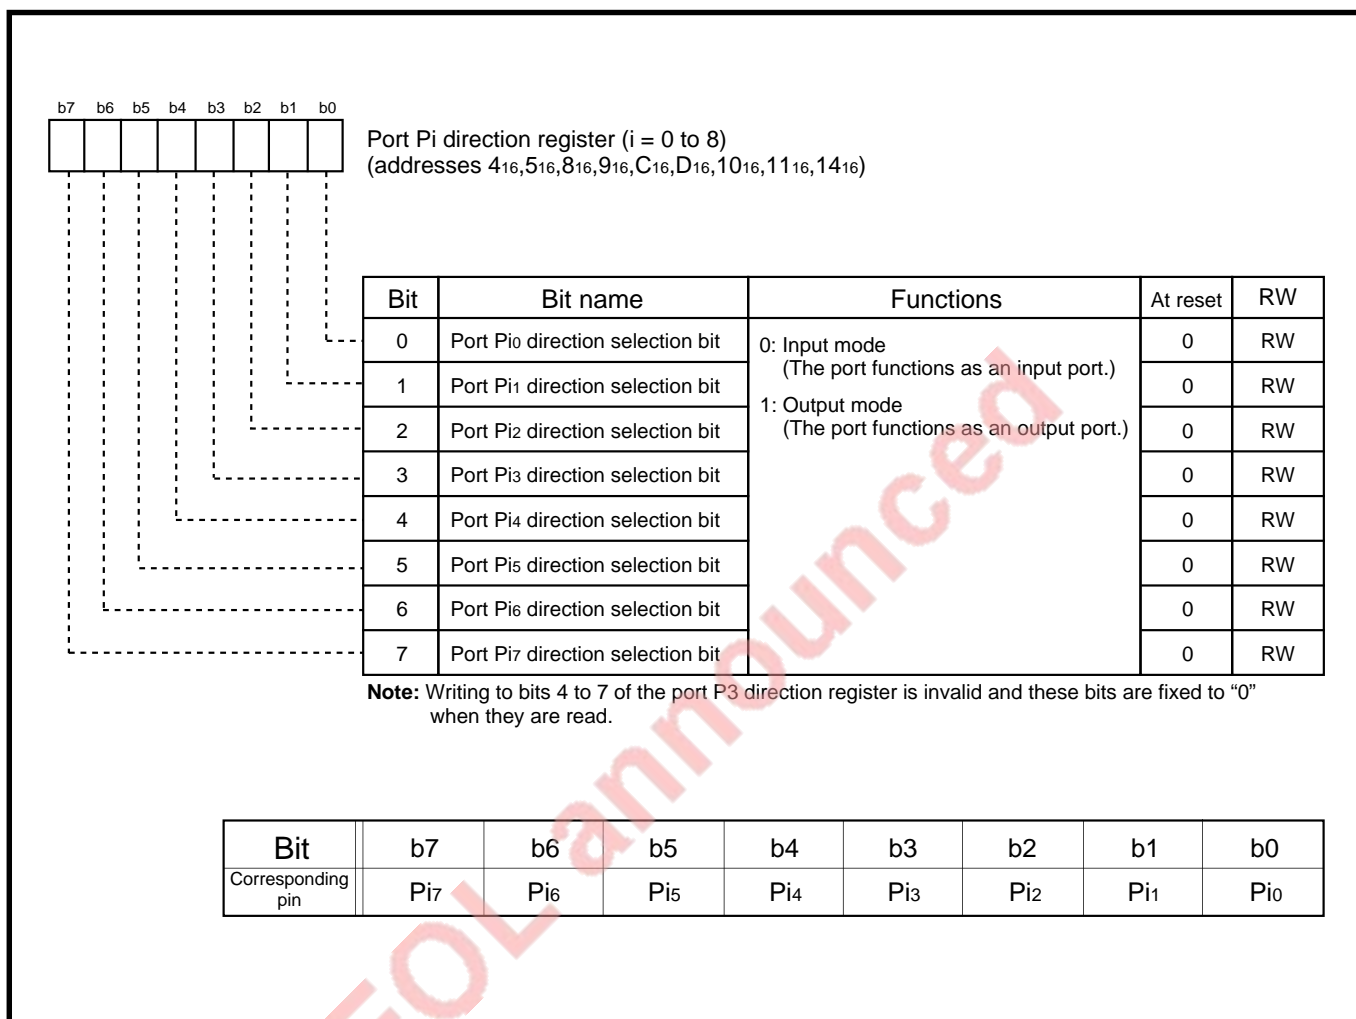 b7 b6 b5 b4 b3 b2 b1 b0
Port Pi direction register (i = 0 to 8)
(addresses 4₁₆,5₁₆,8₁₆,9₁₆,C₁₆,D₁₆,10₁₆,11₁₆,14₁₆)
Bit Bit name Functions At reset RW
0 Port Pi₀ direction selection bit 0: Input mode 0 RW
(The port functions as an input port.)
1 Port Pi₁ direction selection bit 0 RW
1: Output mode
2 Port Pi₂ direction selection bit (The port functions as an output port.) 0 RW
3 Port Pi₃ direction selection bit 0 RW
4 Port Pi₄ direction selection bit 0 RW
5 Port Pi₅ direction selection bit 0 RW
6 Port Pi₆ direction selection bit 0 RW
7 Port Pi₇ direction selection bit 0 RW
Note: Writing to bits 4 to 7 of the port P3 direction register is invalid and these bits are fixed to “0”
when they are read.
Bit b7 b6 b5 b4 b3 b2 b1 b0
Corresponding
pin Pi₇ Pi₆ Pi₅ Pi₄ Pi₃ Pi₂ Pi₁ Pi₀
EOL announced